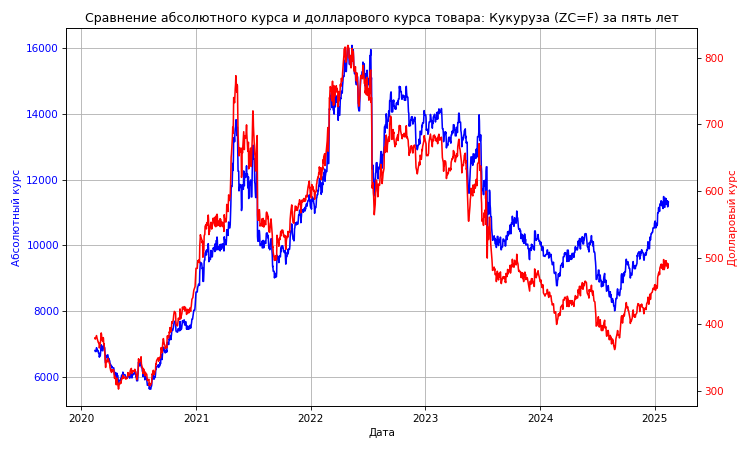 Сравнение абсолютного курса и долларового курса товара: Кукуруза (ZC=F) за пять лет
Абсолютный курс
16000
14000
12000
10000
8000
6000
800
700
600
500
400
300
Долларовый курс
2020 2021 2022 2023 2024 2025
Дата